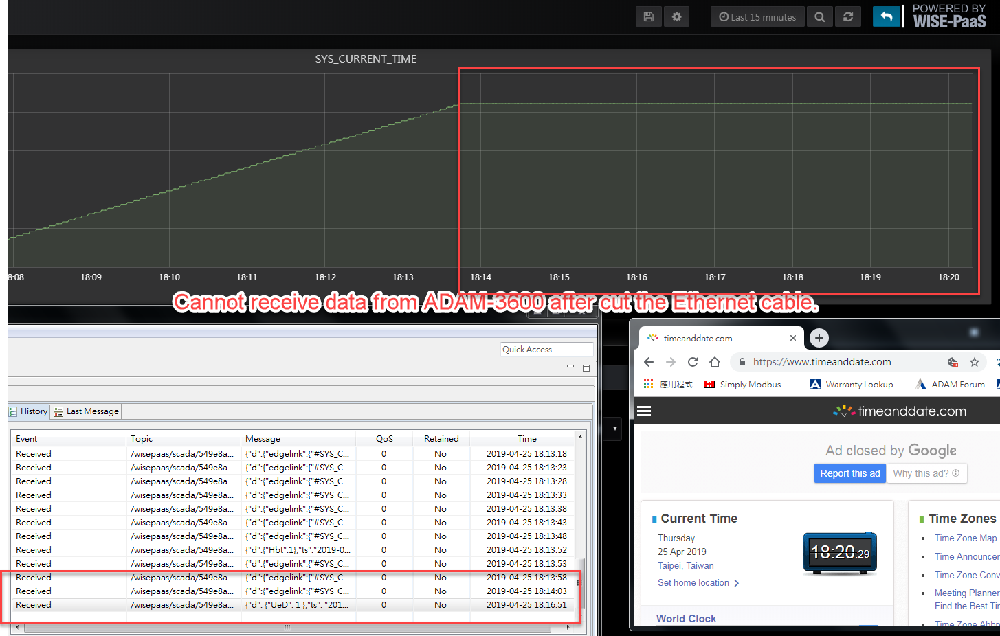 Last 15 minutes
POWERED BY
WISE-PaaS
SYS_CURRENT_TIME
8:08 18:09 18:10 18:11 18:12 18:13 18:14 18:15 18:16 18:17 18:18 18:19 18:20
Cannot receive data from ADAM-3600 after cut the Ethernet cable.
Quick Access
History Last Message
Event Topic Message QoS Retained Time
Received /wisepaas/scada/549e8a... {"d":{"edgelink":{"#SYS_C... 0 No 2019-04-25 18:13:18
Received /wisepaas/scada/549e8a... {"d":{"edgelink":{"#SYS_C... 0 No 2019-04-25 18:13:23
Received /wisepaas/scada/549e8a... {"d":{"edgelink":{"#SYS_C... 0 No 2019-04-25 18:13:28
Received /wisepaas/scada/549e8a... {"d":{"edgelink":{"#SYS_C... 0 No 2019-04-25 18:13:33
Received /wisepaas/scada/549e8a... {"d":{"edgelink":{"#SYS_C... 0 No 2019-04-25 18:13:38
Received /wisepaas/scada/549e8a... {"d":{"edgelink":{"#SYS_C... 0 No 2019-04-25 18:13:43
Received /wisepaas/scada/549e8a... {"d":{"edgelink":{"#SYS_C... 0 No 2019-04-25 18:13:48
Received /wisepaas/scada/549e8a... {"d":{"Hbt":1},"ts":"2019-0... 0 No 2019-04-25 18:13:52
Received /wisepaas/scada/549e8a... {"d":{"edgelink":{"#SYS_C... 0 No 2019-04-25 18:13:53
Received /wisepaas/scada/549e8a... {"d":{"edgelink":{"#SYS_C... 0 No 2019-04-25 18:13:58
Received /wisepaas/scada/549e8a... {"d":{"edgelink":{"#SYS_C... 0 No 2019-04-25 18:14:03
Received /wisepaas/scada/549e8a... {"d": {"UeD": 1 },"ts": "201... 0 No 2019-04-25 18:16:51
timeanddate.com
https://www.timeanddate.com
應用程式 Simply Modbus -... Warranty Lookup... ADAM Forum
timeanddate.com
Ad closed by Google
Report this ad Why this ad?
Current Time
Thursday
25 Apr 2019
Taipei, Taiwan
Set home location
18:20.29
World Clock
Time Zones
Time Zone Map
Time Announcer
Time Zone Conv
Meeting Planner
Find the Best Ti
Time Zone Abbr